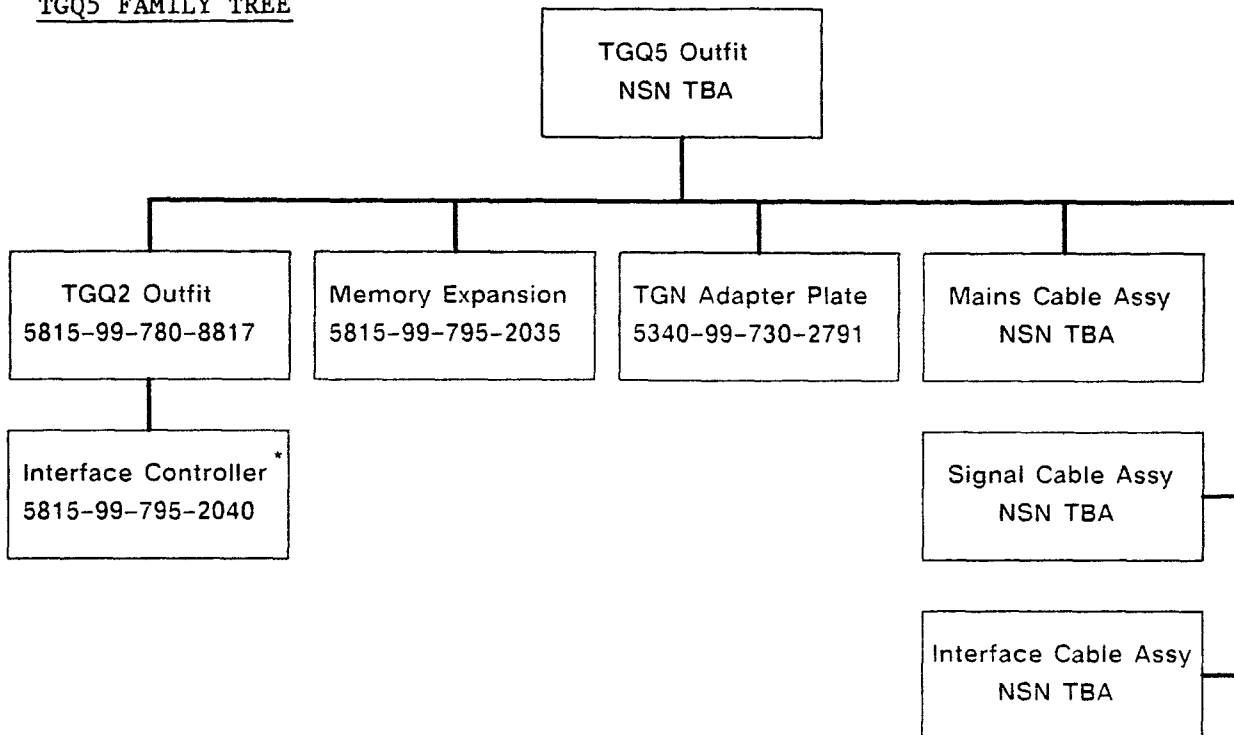 TGQ5 FAMILY TREE
TGQ5 Outfit
NSN TBA
TGQ2 Outfit
5815-99-780-8817
Memory Expansion
5815-99-795-2035
TGN Adapter Plate
5340-99-730-2791
Mains Cable Assy
NSN TBA
Interface Controller*
5815-99-795-2040
Signal Cable Assy
NSN TBA
Interface Cable Assy
NSN TBA